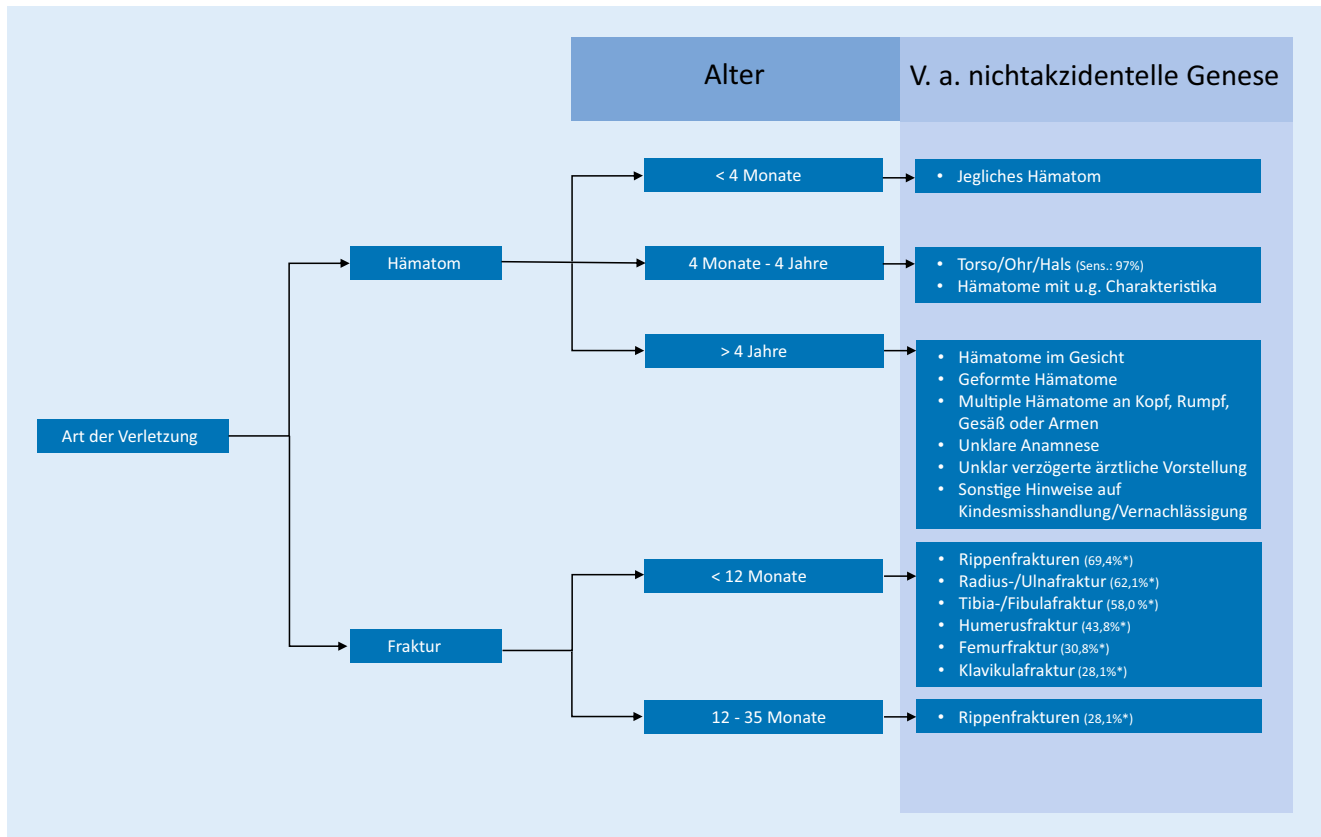 Alter
V. a. nichtakzidentelle Genese
Art der Verletzung
Hämatom
< 4 Monate
• Jegliches Hämatom
4 Monate - 4 Jahre
• Torso/Ohr/Hals (Sens.: 97%)
• Hämatome mit u.g. Charakteristika
> 4 Jahre
• Hämatome im Gesicht
• Geformte Hämatome
• Multiple Hämatome an Kopf, Rumpf,
Gesäß oder Armen
• Unklare Anamnese
• Unklar verzögerte ärztliche Vorstellung
• Sonstige Hinweise auf
Kindesmisshandlung/Vernachlässigung
Fraktur
< 12 Monate
• Rippenfrakturen (69,4%*)
• Radius-/Ulnafraktur (62,1%*)
• Tibia-/Fibulafraktur (58,0 %*)
• Humerusfraktur (43,8%*)
• Femurfraktur (30,8%*)
• Klavikulafraktur (28,1%*)
12 - 35 Monate
• Rippenfrakturen (28,1%*)